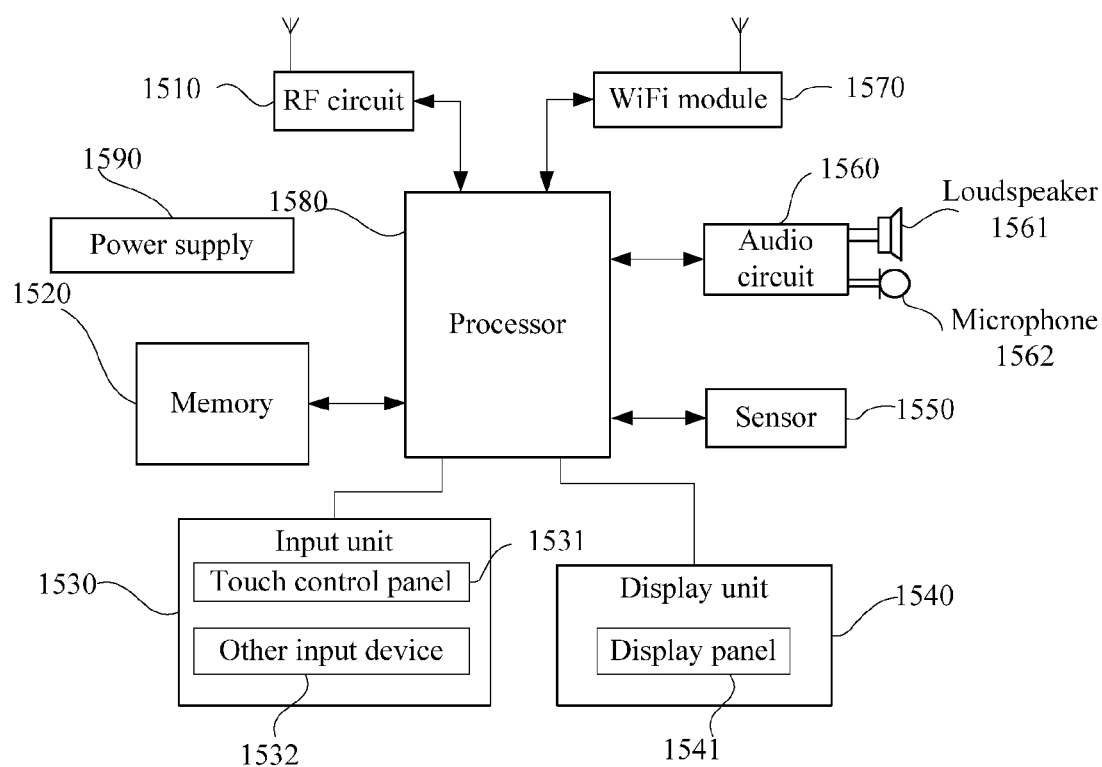 1510
RF circuit
WiFi module
1570
1590
Power supply
1580
1560
Audio
circuit
Loudspeaker
1561
Microphone
1562
1520
Memory
Processor
Sensor
1550
Input unit
1531
Touch control panel
1530
Other input device
1532
Display unit
1540
Display panel
1541